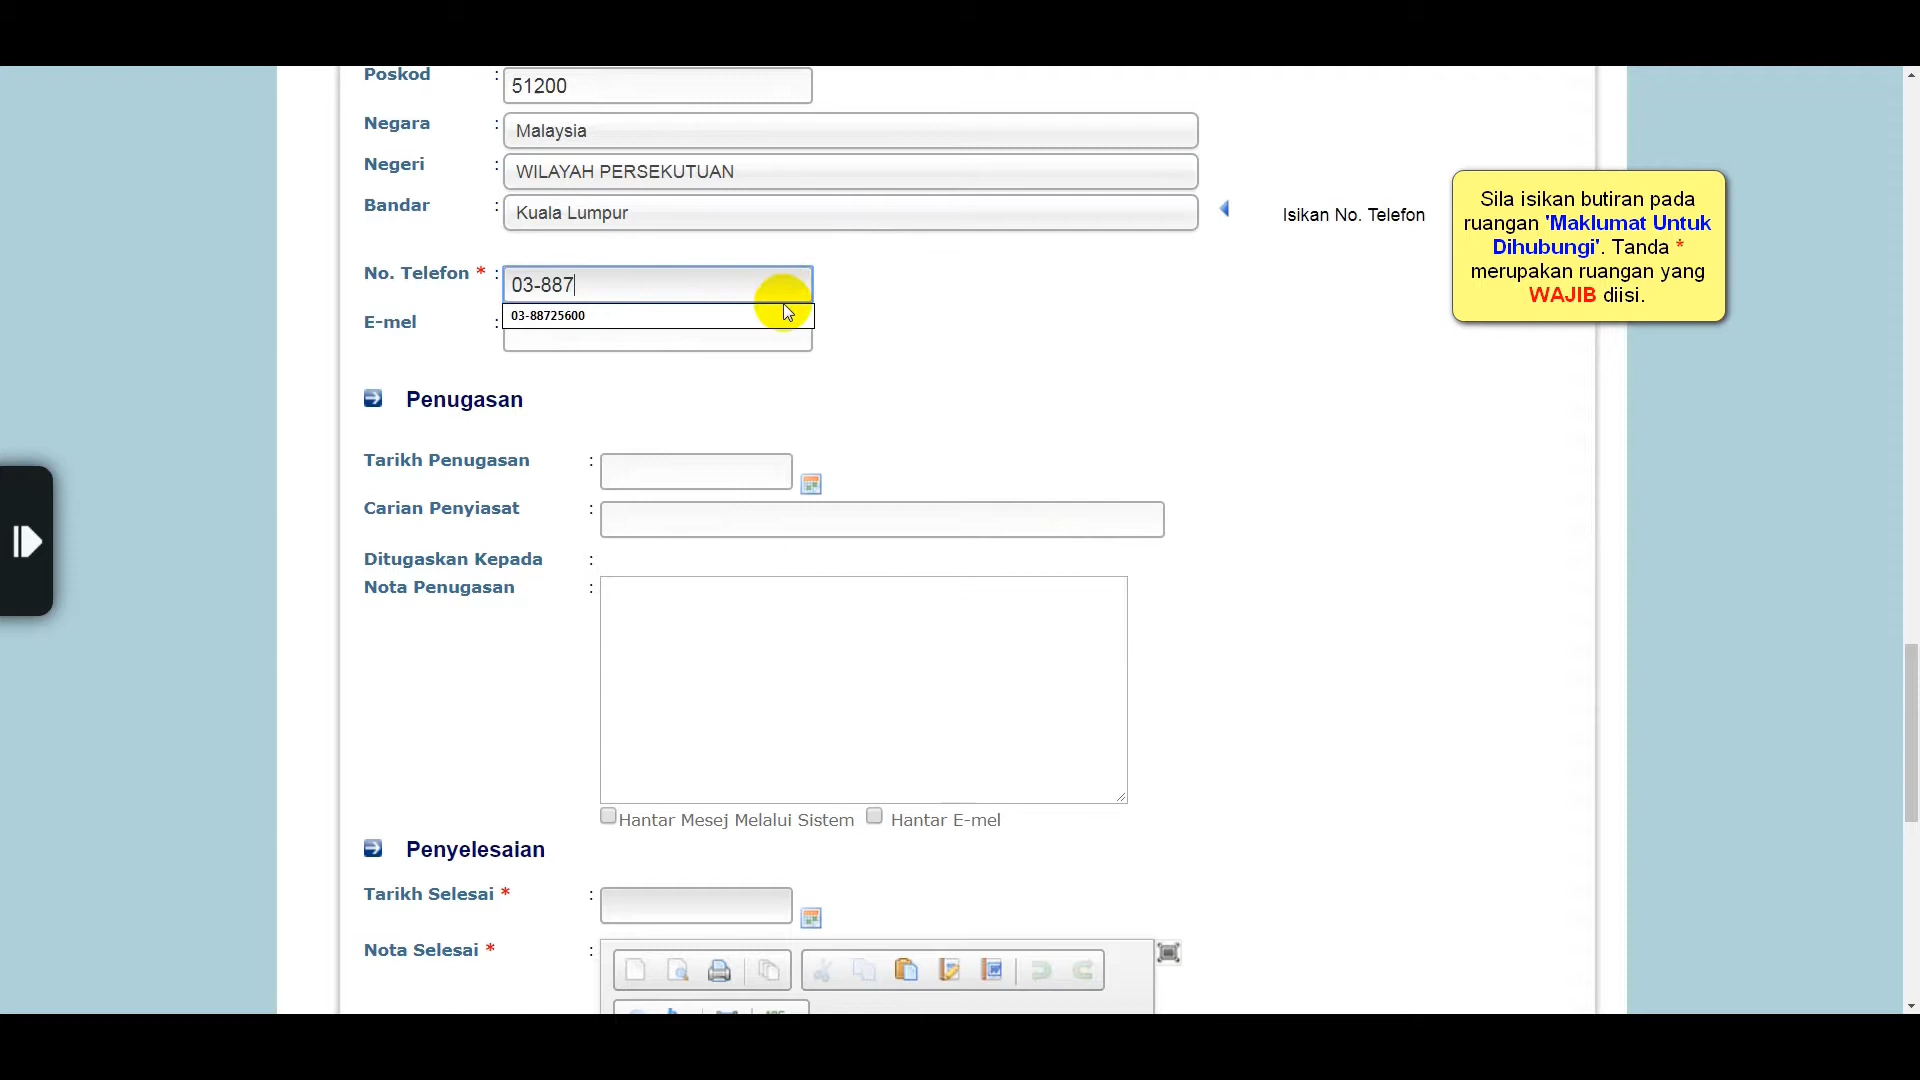 Poskod : 51200
Negara : Malaysia
Negeri : WILAYAH PERSEKUTUAN
Bandar : Kuala Lumpur
Isikan No. Telefon
Sila isikan butiran pada
ruangan 'Maklumat Untuk
Dihubungi'. Tanda *
merupakan ruangan yang
WAJIB diisi.
No. Telefon * : 03-887
03-88725600
E-mel :
Penugasan
Tarikh Penugasan :
Carian Penyiasat :
Ditugaskan Kepada :
Nota Penugasan :
Hantar Mesej Melalui Sistem Hantar E-mel
Penyelesaian
Tarikh Selesai * :
Nota Selesai * :